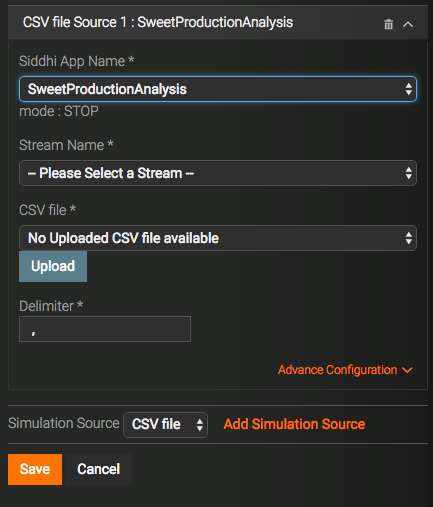 CSV file Source 1 : SweetProductionAnalysis
Siddhi App Name *
SweetProductionAnalysis
mode : STOP
Stream Name *
-- Please Select a Stream --
CSV file *
No Uploaded CSV file available
Upload
Delimiter *
,
Advance Configuration
Simulation Source CSV file Add Simulation Source
Save Cancel